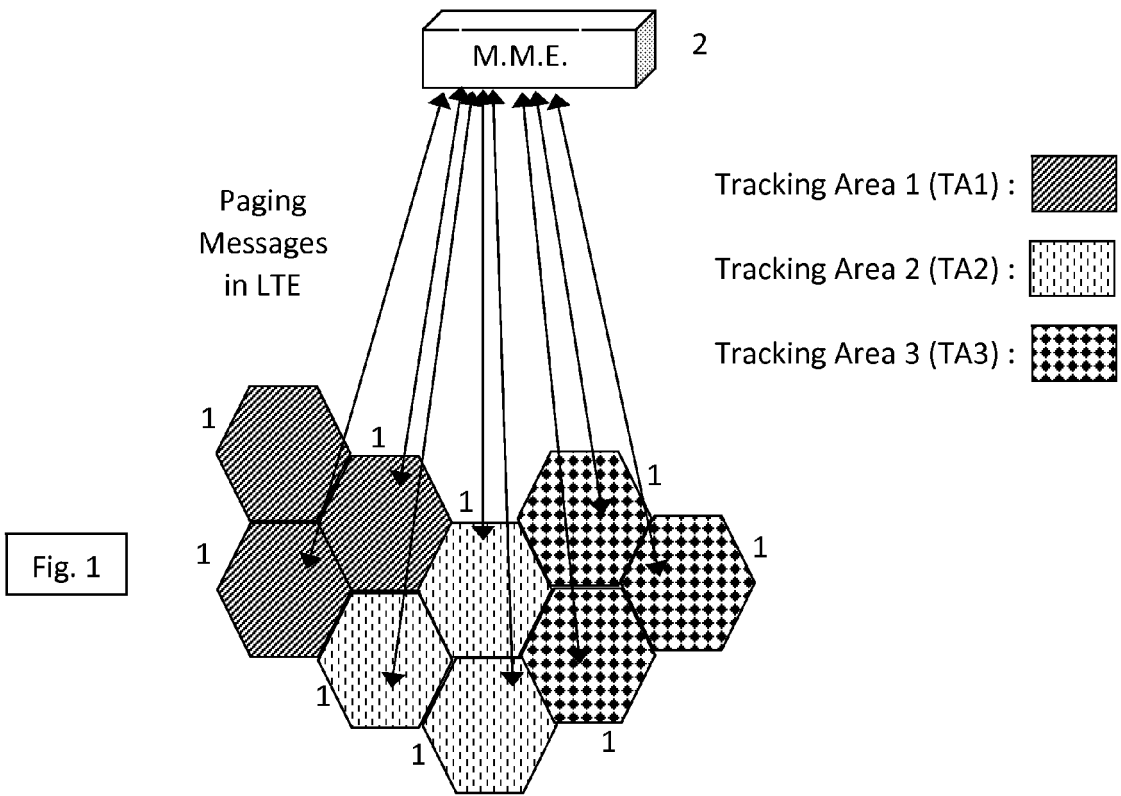 M.M.E.
2
Paging
Messages
in LTE
Tracking Area 1 (TA1) :
Tracking Area 2 (TA2) :
Tracking Area 3 (TA3) :
1
1
1
1
1
1
1
1
1
Fig. 1